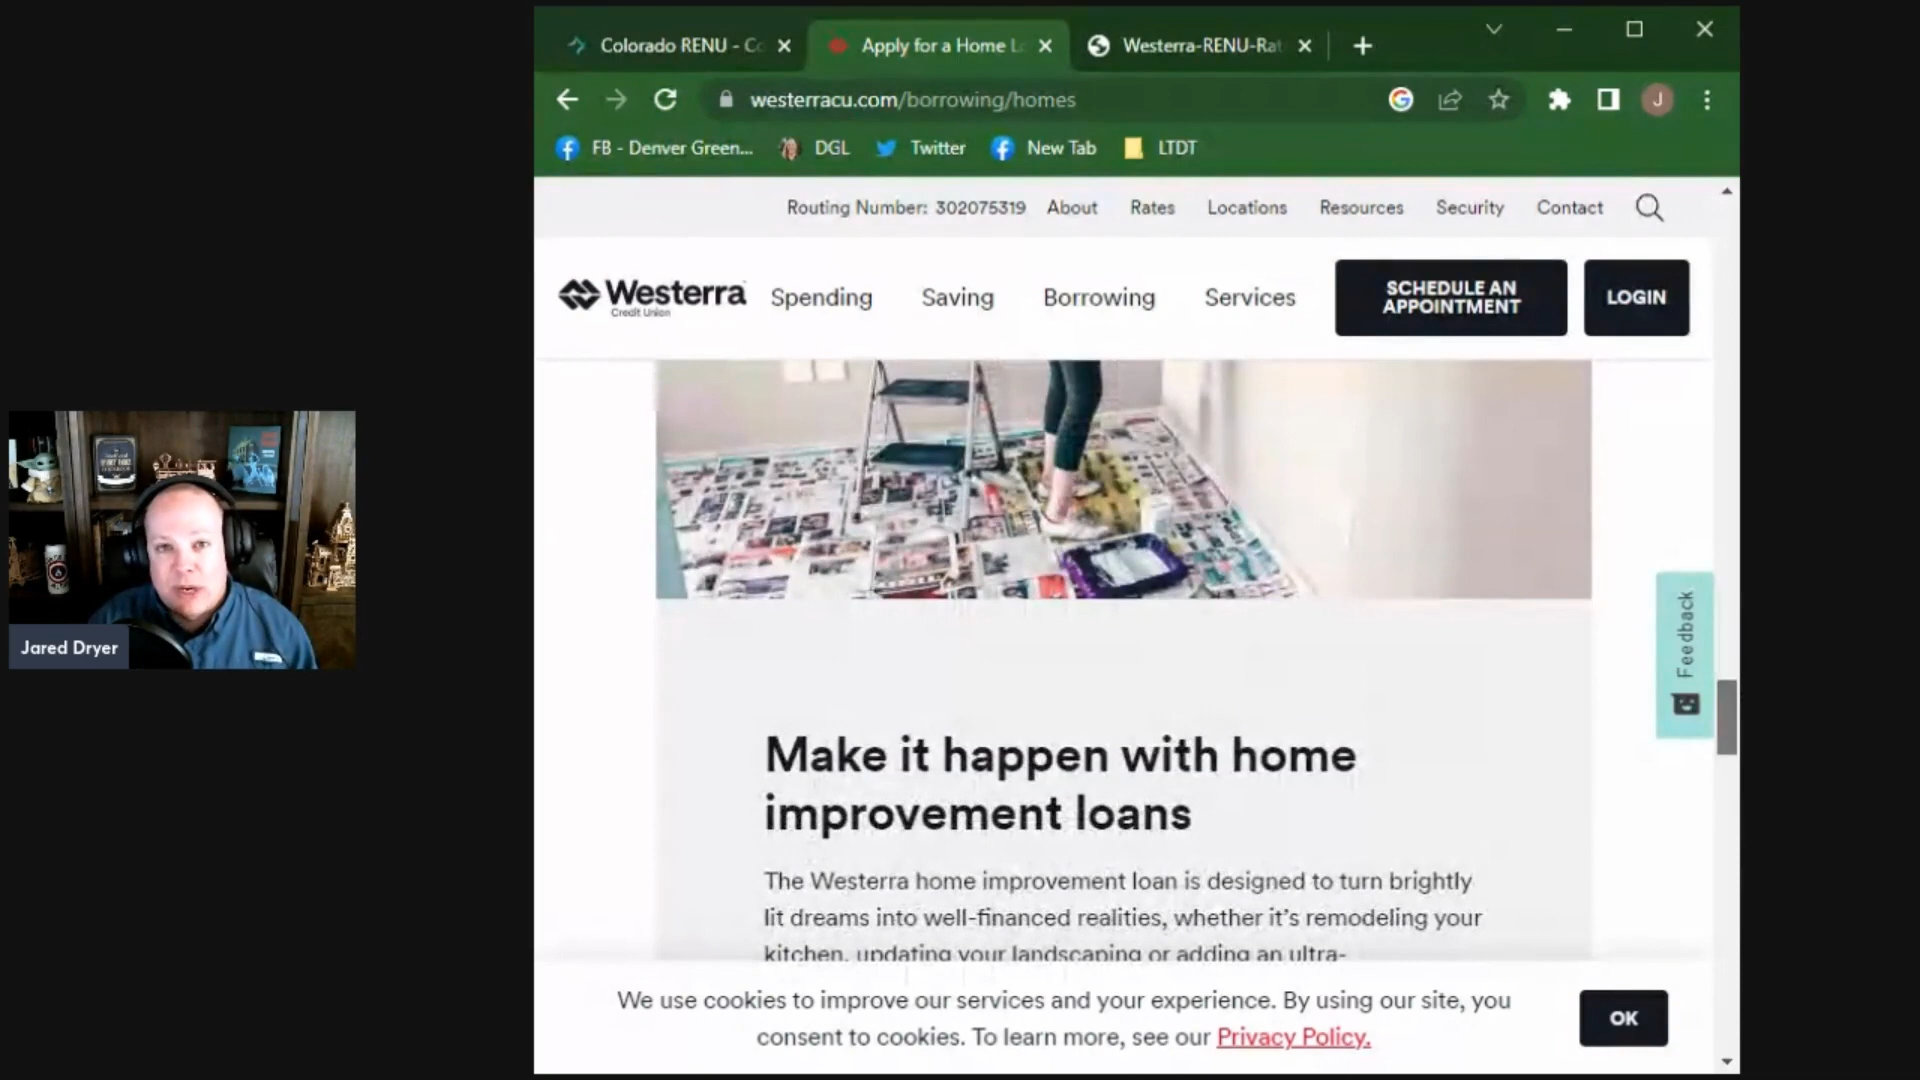 Colorado RENU - Co
Apply for a Home Lo
Westerra-RENU-Rat
westerracu.com/borrowing/homes
J
FB - Denver Green...
DGL
Twitter
New Tab
LTDT
Routing Number: 302075319
About
Rates
Locations
Resources
Security
Contact
Westerra
Credit Union
Spending
Saving
Borrowing
Services
SCHEDULE AN
APPOINTMENT
LOGIN
Feedback
Jared Dryer
Make it happen with home
improvement loans
The Westerra home improvement loan is designed to turn brightly
lit dreams into well-financed realities, whether it's remodeling your
kitchen, updating your landscaping or adding an ultra-
We use cookies to improve our services and your experience. By using our site, you
consent to cookies. To learn more, see our Privacy Policy.
OK